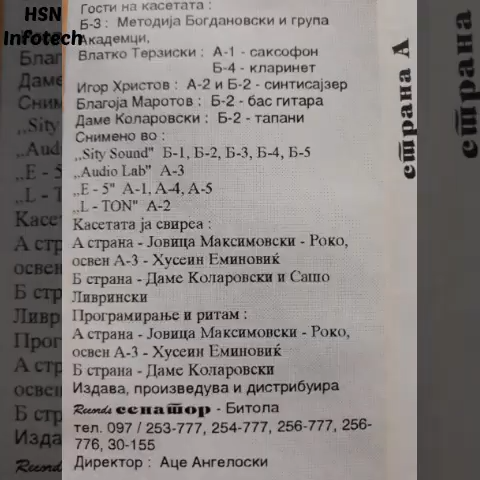 HSN
Infotech
Гости на касетата :
Б-3 : Методија Богдановски и група
Академци,
Влатко Терзиски : А-1 - саксофон
Б-4 - кларинет
Игор Христов : А-2 и Б-2 - синтисајзер
Благоја Маротов : Б-2 - бас гитара
Даме Коларовски : Б-2 - тапани
Снимено во :
„Sity Sound" Б-1, Б-2, Б-3, Б-4, Б-5
„Audio Lab" А-3
„E - 5" А-1, А-4, А-5
„L - TON" А-2
Касетата ја свиреа :
А страна - Јовица Максимовски - Роко,
освен А-3 - Хусеин Еминовиќ
Б страна - Даме Коларовски и Сашо
Ливрински
Програмирање и ритам :
А страна - Јовица Максимовски - Роко,
освен А-3 - Хусеин Еминовиќ
Б страна - Даме Коларовски
Издава, произведува и дистрибуира
Records сенатор - Битола
тел. 097 / 253-777, 254-777, 256-777, 256-
776, 30-155
Директор : Аце Ангелоски
страна А